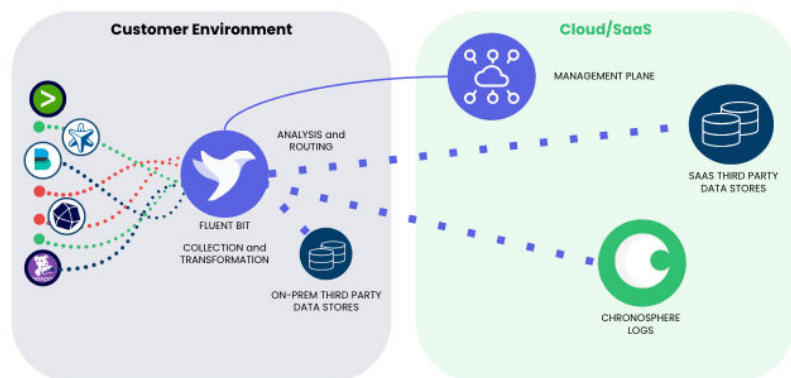 Customer Environment
Cloud/SaaS
MANAGEMENT PLANE
ANALYSIS and
ROUTING
SAAS THIRD PARTY
DATA STORES
FLUENT BIT
COLLECTION and
TRANSFORMATION
ON-PREM THIRD PARTY
DATA STORES
CHRONOSPHERE
LOGS